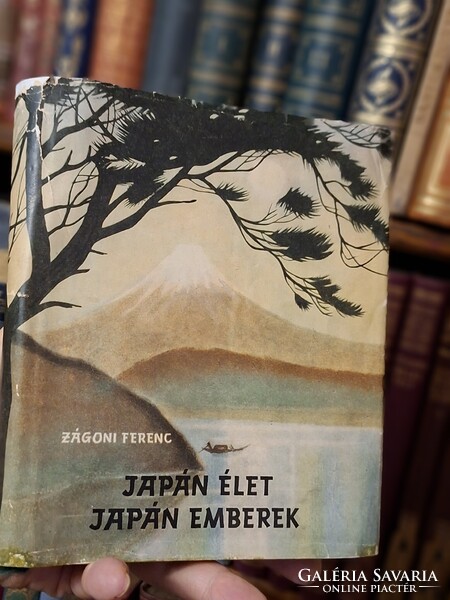 ZÁGONI FERENC
JAPÁN ÉLET
JAPÁN EMBEREK
GALÉRIA SAVARIA
ONLINE PIACTÉR